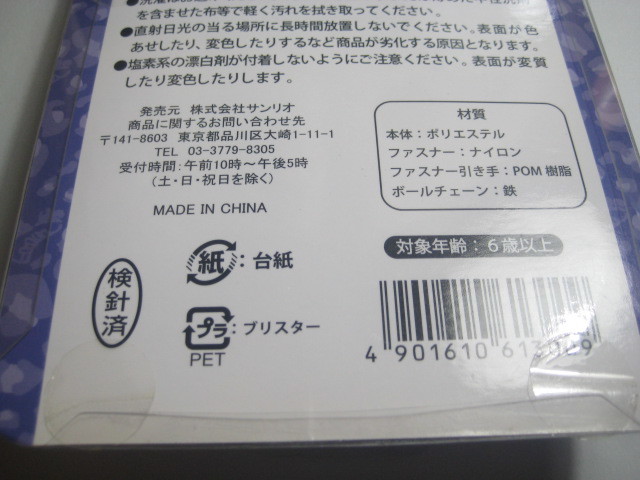 を含ませた布等で軽く汚れを拭き取ってください。
●直射日光の当る場所に長時間放置しないでください。表面が色
あせしたり、変色したりするなど商品が劣化する原因となります。
●塩素系の漂白剤が付着しないようにご注意ください。表面が変質
したり変色したりします。
発売元 株式会社サンリオ
商品に関するお問い合わせ先
〒141-8603 東京都品川区大崎1-11-1
TEL 03-3779-8305
受付時間:午前10時〜午後5時
(土・日・祝日を除く)
MADE IN CHINA
材質
本体:ポリエステル
ファスナー:ナイロン
ファスナー引き手:POM樹脂
ボールチェーン:鉄
対象年齢:6歳以上
検針済
紙:台紙
プラ:ブリスター
PET
4 901610